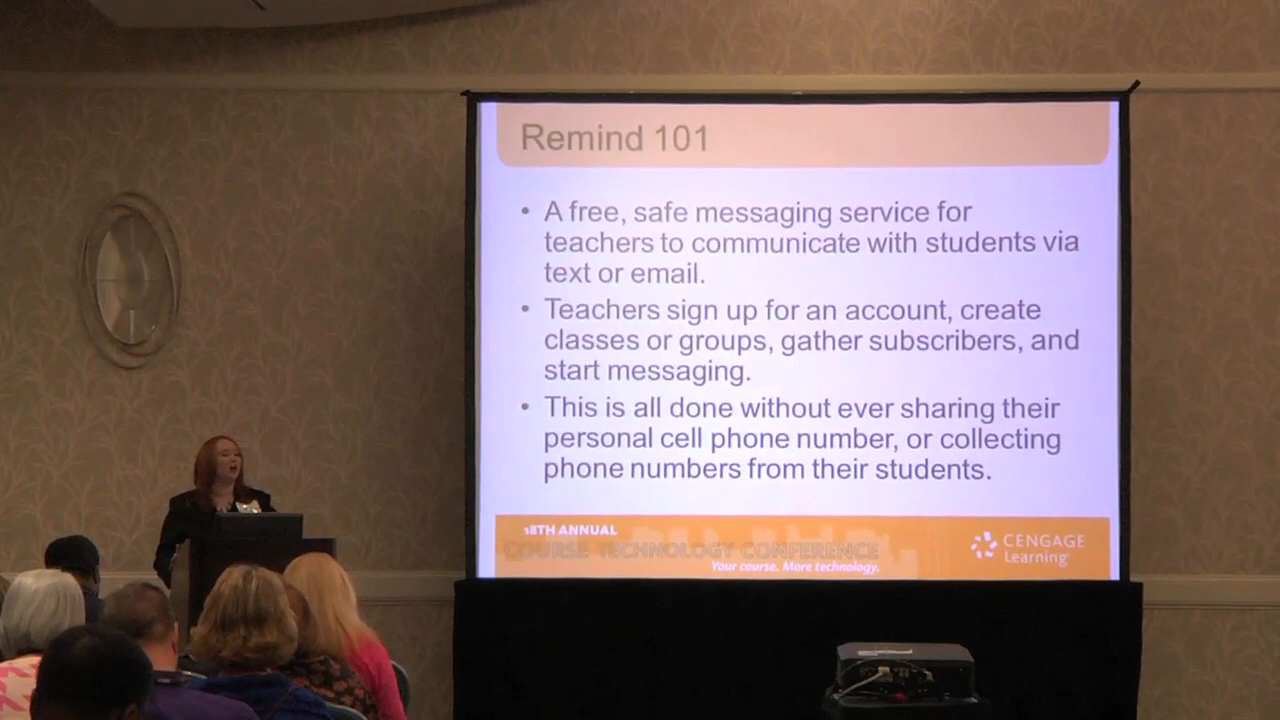 Remind 101
• A free, safe messaging service for
teachers to communicate with students via
text or email.
• Teachers sign up for an account, create
classes or groups, gather subscribers, and
start messaging.
• This is all done without ever sharing their
personal cell phone number, or collecting
phone numbers from their students.
18TH ANNUAL
COURSE TECHNOLOGY CONFERENCE
Your course. More technology.
CENGAGE
Learning